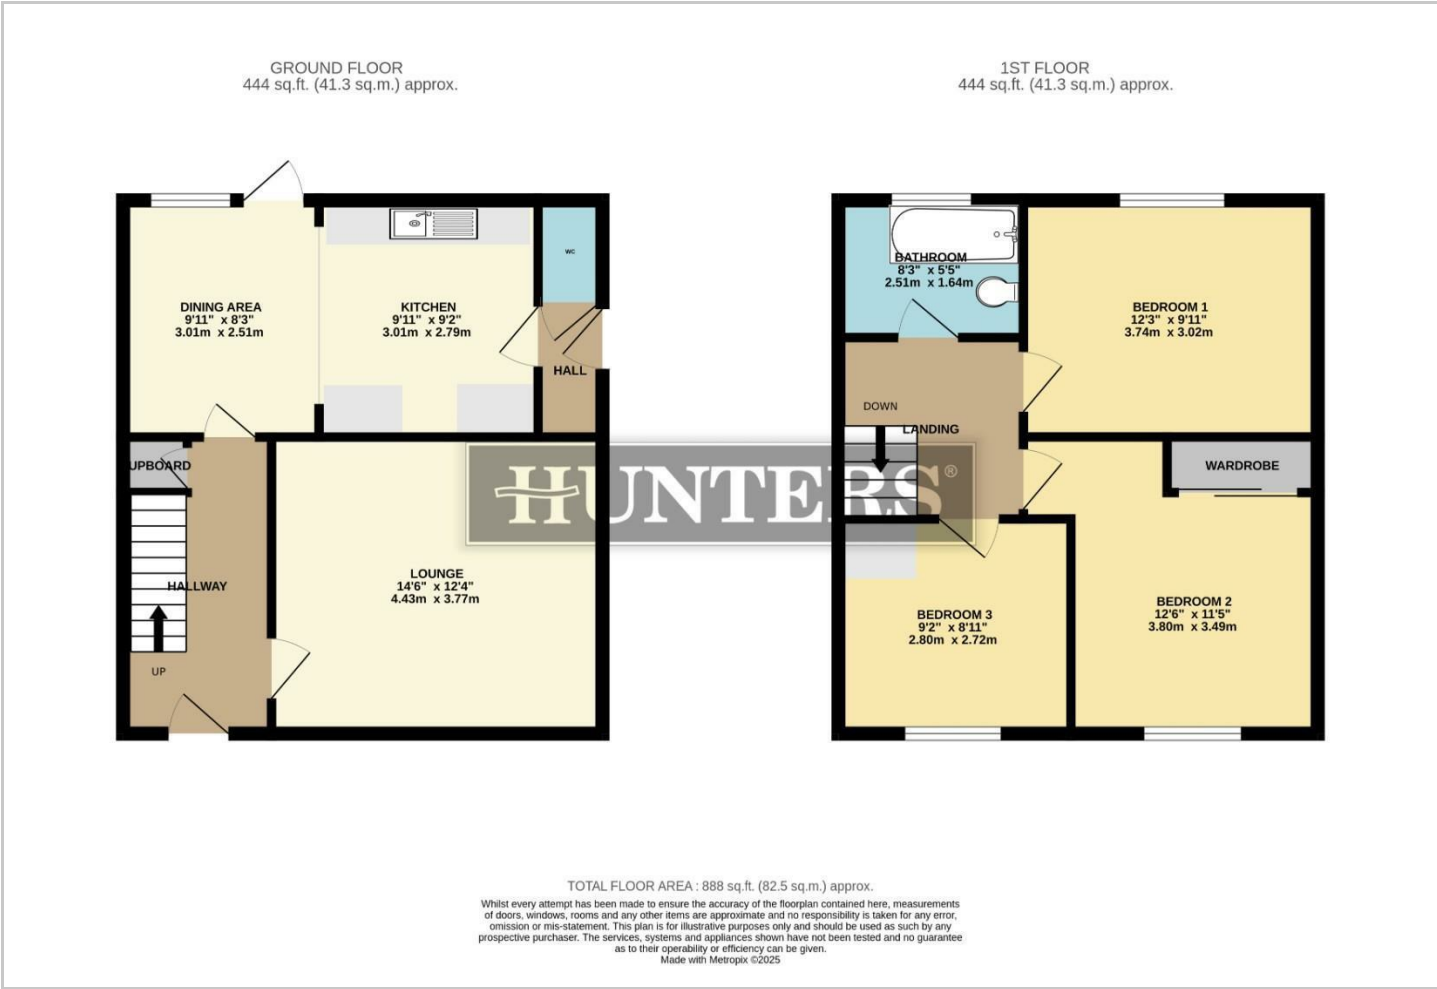 GROUND FLOOR
444 sq.ft. (41.3 sq.m.) approx.
1ST FLOOR
444 sq.ft. (41.3 sq.m.) approx.
WC
DINING AREA
9'11" x 8'3"
3.01m x 2.51m
KITCHEN
9'11" x 9'2"
3.01m x 2.79m
HALL
UPBOARD
HALLWAY
UP
LOUNGE
14'6" x 12'4"
4.43m x 3.77m
HUNTERS®
BATHROOM
8'3" x 5'5"
2.51m x 1.64m
BEDROOM 1
12'3" x 9'11"
3.74m x 3.02m
DOWN
LANDING
WARDROBE
BEDROOM 2
12'6" x 11'5"
3.80m x 3.49m
BEDROOM 3
9'2" x 8'11"
2.80m x 2.72m
TOTAL FLOOR AREA : 888 sq.ft. (82.5 sq.m.) approx.
Whilst every attempt has been made to ensure the accuracy of the floorplan contained here, measurements
of doors, windows, rooms and any other items are approximate and no responsibility is taken for any error,
omission or mis-statement. This plan is for illustrative purposes only and should be used as such by any
prospective purchaser. The services, systems and appliances shown have not been tested and no guarantee
as to their operability or efficiency can be given.
Made with Metropix ©2025